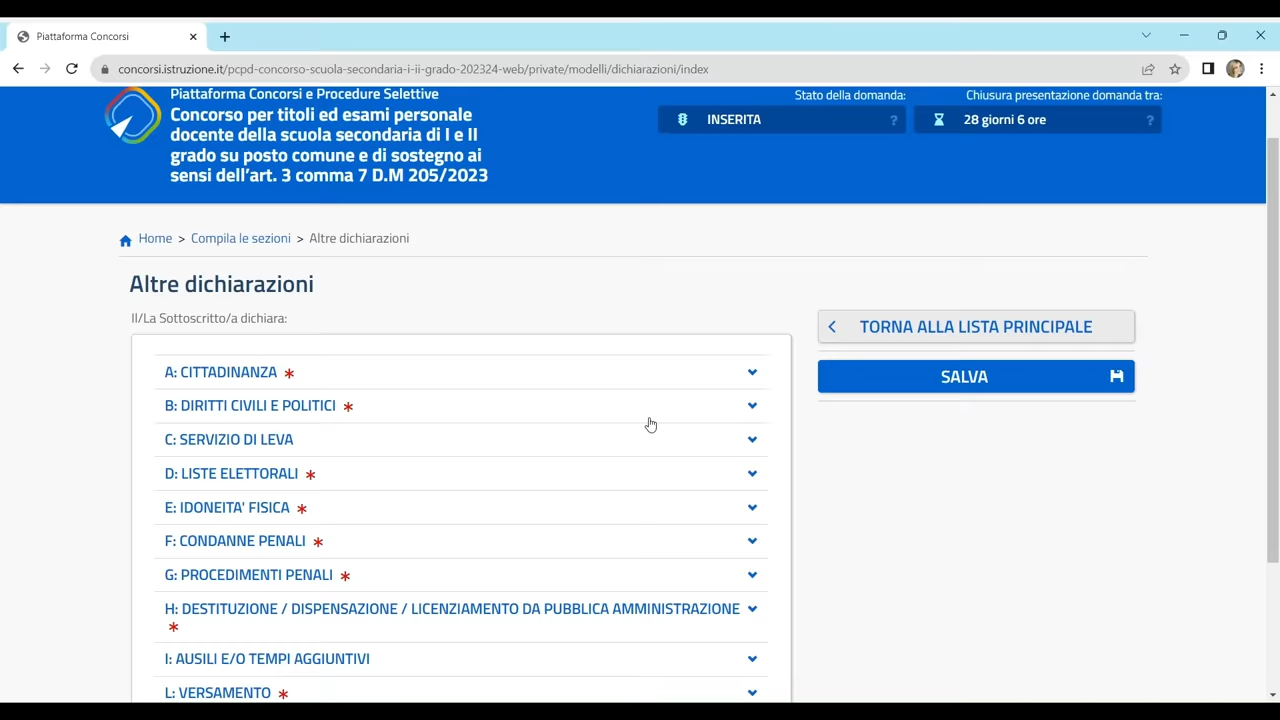 Piattaforma Concorsi
concorsi.istruzione.it/pcpd-concorso-scuola-secondaria-i-ii-grado-202324-web/private/modelli/dichiarazioni/index
Piattaforma Concorsi e Procedure Selettive
Concorso per titoli ed esami personale
docente della scuola secondaria di I e II
grado su posto comune e di sostegno ai
sensi dell'art. 3 comma 7 D.M 205/2023
Stato della domanda:
INSERITA ?
Chiusura presentazione domanda tra:
28 giorni 6 ore ?
Home > Compila le sezioni > Altre dichiarazioni
Altre dichiarazioni
Il/La Sottoscritto/a dichiara:
A: CITTADINANZA *
B: DIRITTI CIVILI E POLITICI *
C: SERVIZIO DI LEVA
D: LISTE ELETTORALI *
E: IDONEITA' FISICA *
F: CONDANNE PENALI *
G: PROCEDIMENTI PENALI *
H: DESTITUZIONE / DISPENSAZIONE / LICENZIAMENTO DA PUBBLICA AMMINISTRAZIONE
*
I: AUSILI E/O TEMPI AGGIUNTIVI
L: VERSAMENTO *
TORNA ALLA LISTA PRINCIPALE
SALVA